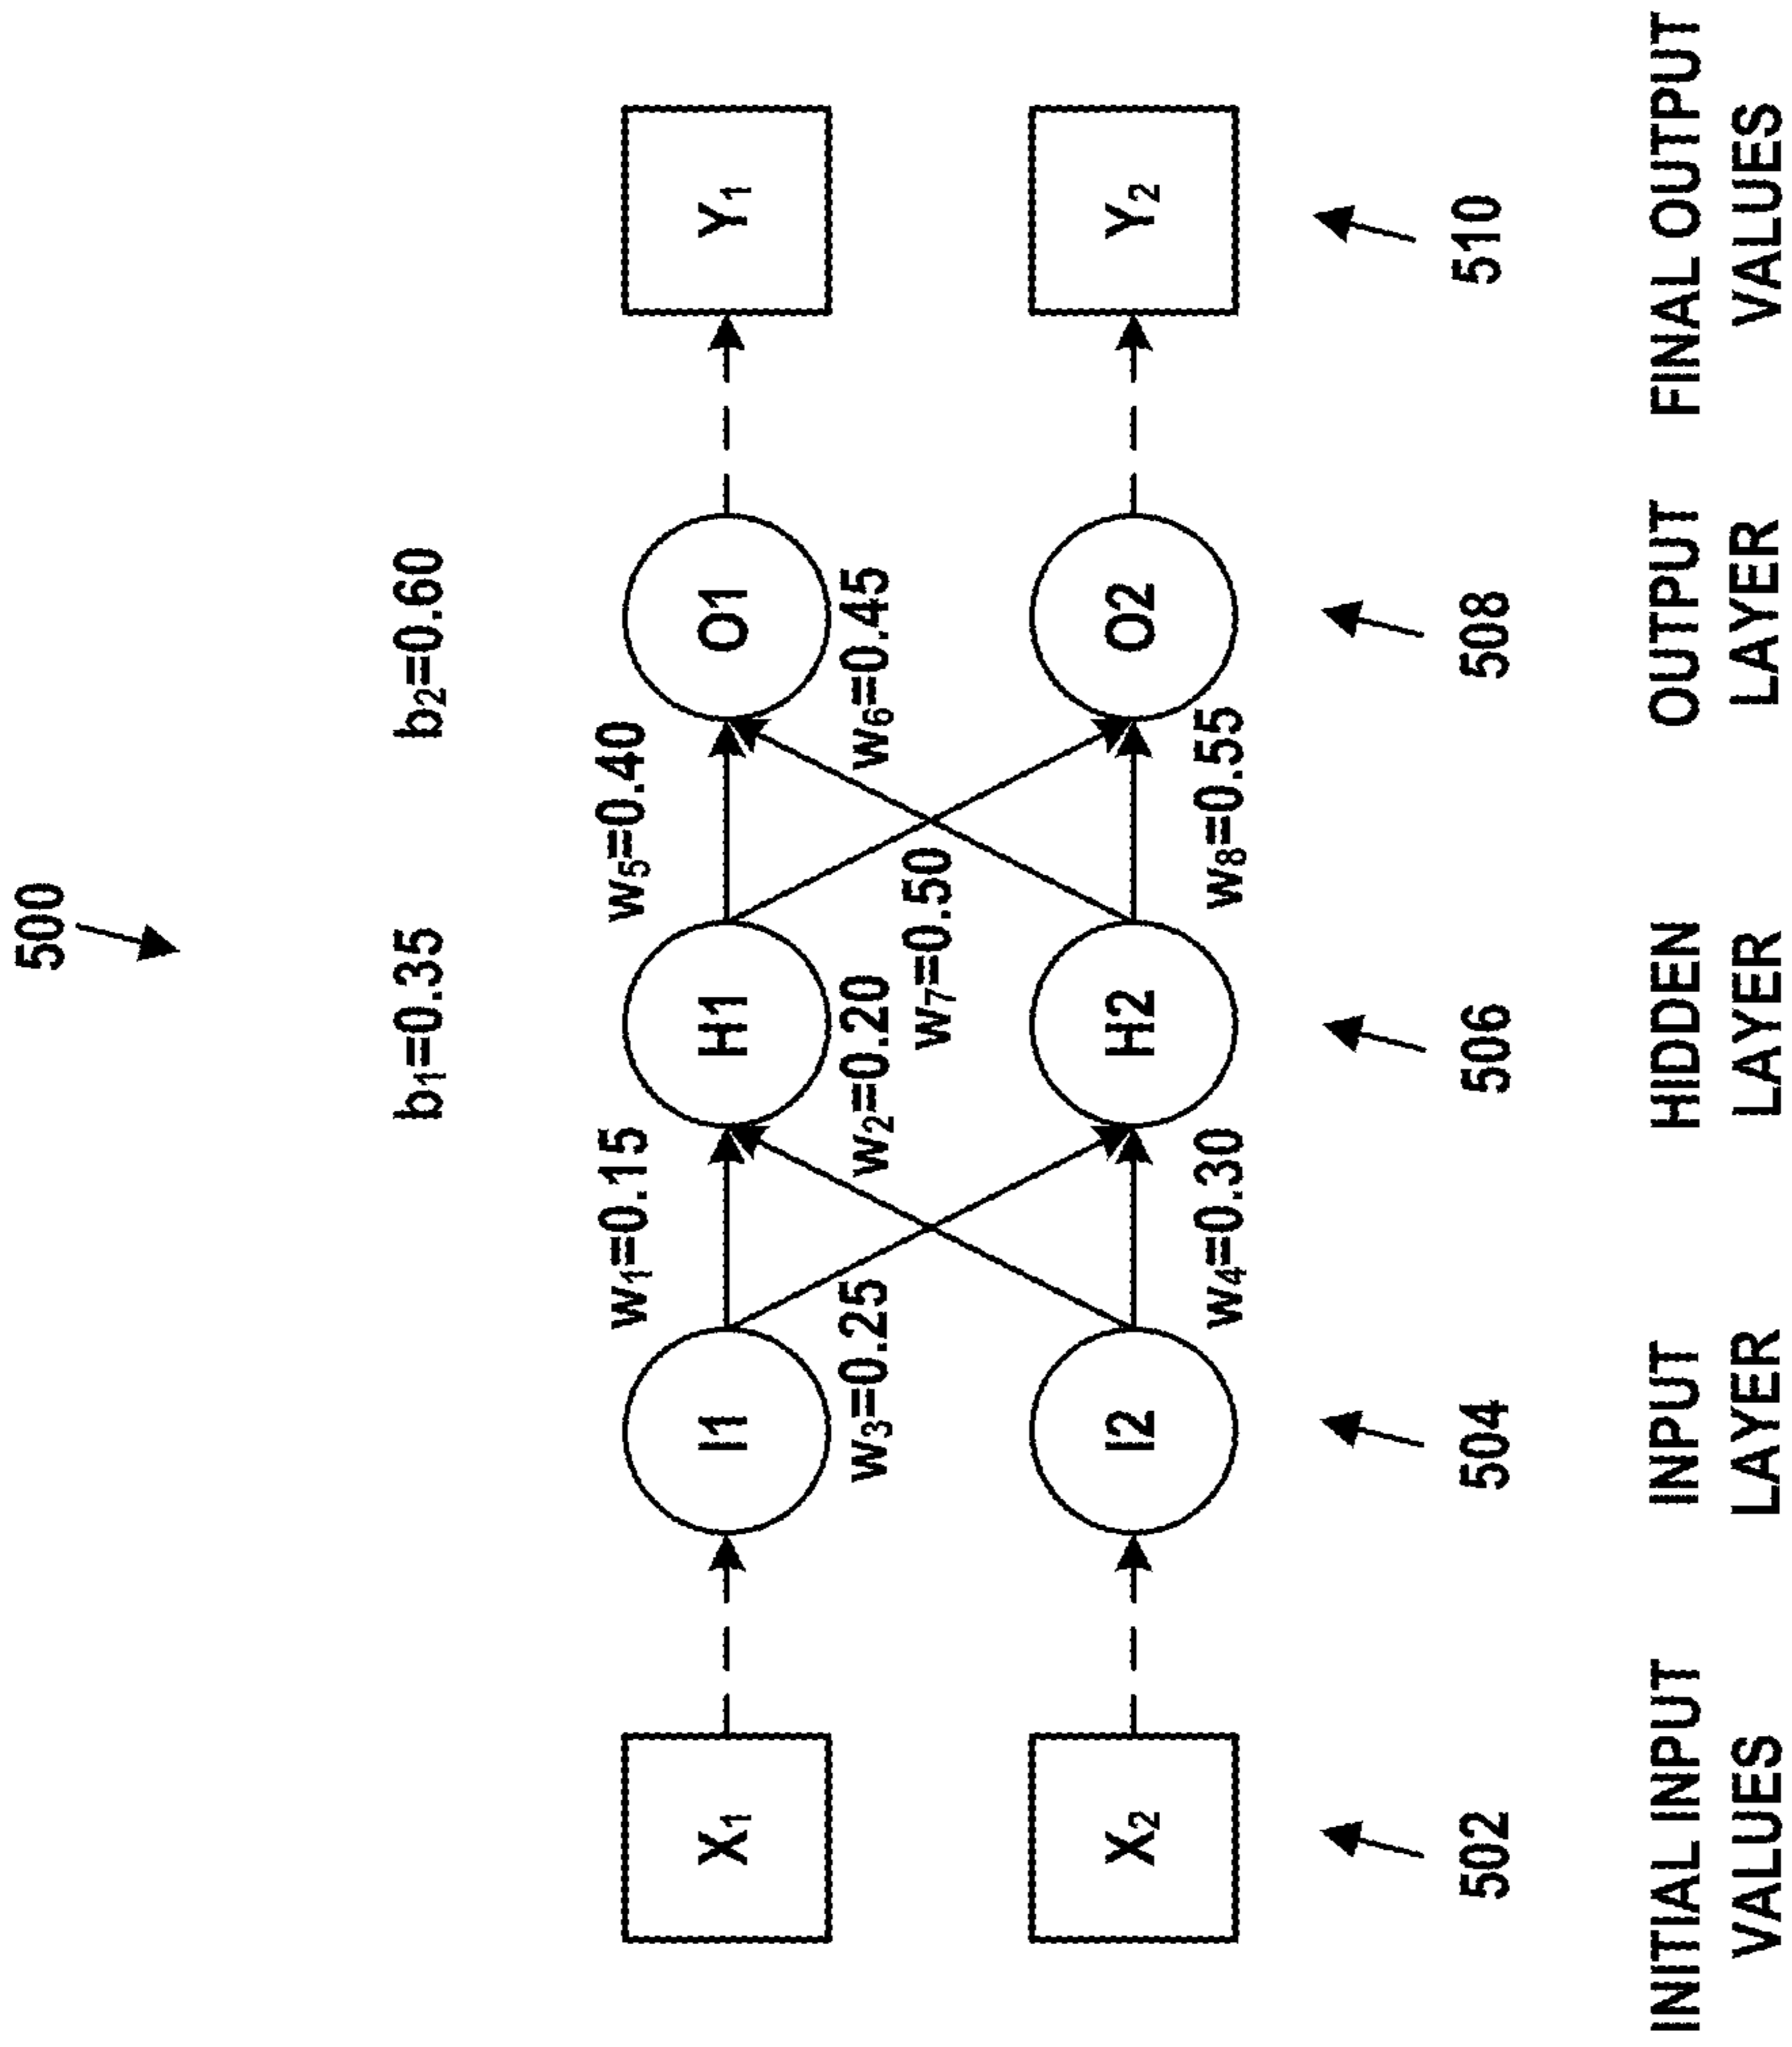 500
b₁=0.35
b₂=0.60
w₁=0.15
w₅=0.40
X₁
I1
H1
O1
Y₁
w₃=0.25
w₂=0.20
w₆=0.45
w₇=0.50
X₂
I2
H2
O2
Y₂
w₄=0.30
w₈=0.55
502
504
506
508
510
INITIAL INPUT
VALUES
INPUT
LAYER
HIDDEN
LAYER
OUTPUT
LAYER
FINAL OUTPUT
VALUES